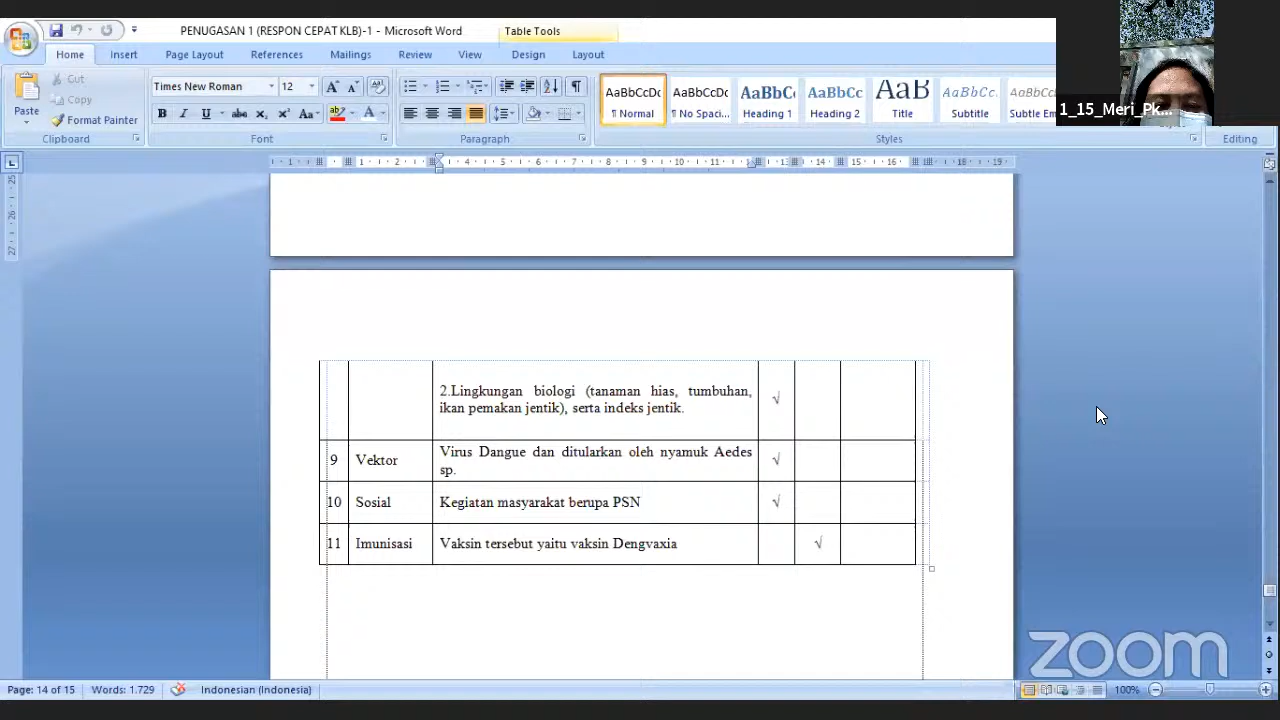 PENUGASAN 1 (RESPON CEPAT KLB)-1 - Microsoft Word
Table Tools
Home Insert Page Layout References Mailings Review View Design Layout
Cut
Copy
Format Painter
Paste
Clipboard
Times New Roman 12
Font
Paragraph
AaBbCcDc AaBbCcDc AaBbCc AaBbCc AaB AaBbCc.
¶ Normal ¶ No Spaci... Heading 1 Heading 2 Title Subtitle Subtle Em
Styles
Editing
1_15_Meri_Pk...
2.Lingkungan biologi (tanaman hias, tumbuhan,
ikan pemakan jentik), serta indeks jentik. √
9 Vektor Virus Dangue dan ditularkan oleh nyamuk Aedes
sp. √
10 Sosial Kegiatan masyarakat berupa PSN √
11 Imunisasi Vaksin tersebut yaitu vaksin Dengvaxia √
zoom
Page: 14 of 15 Words: 1.729 Indonesian (Indonesia) 100%